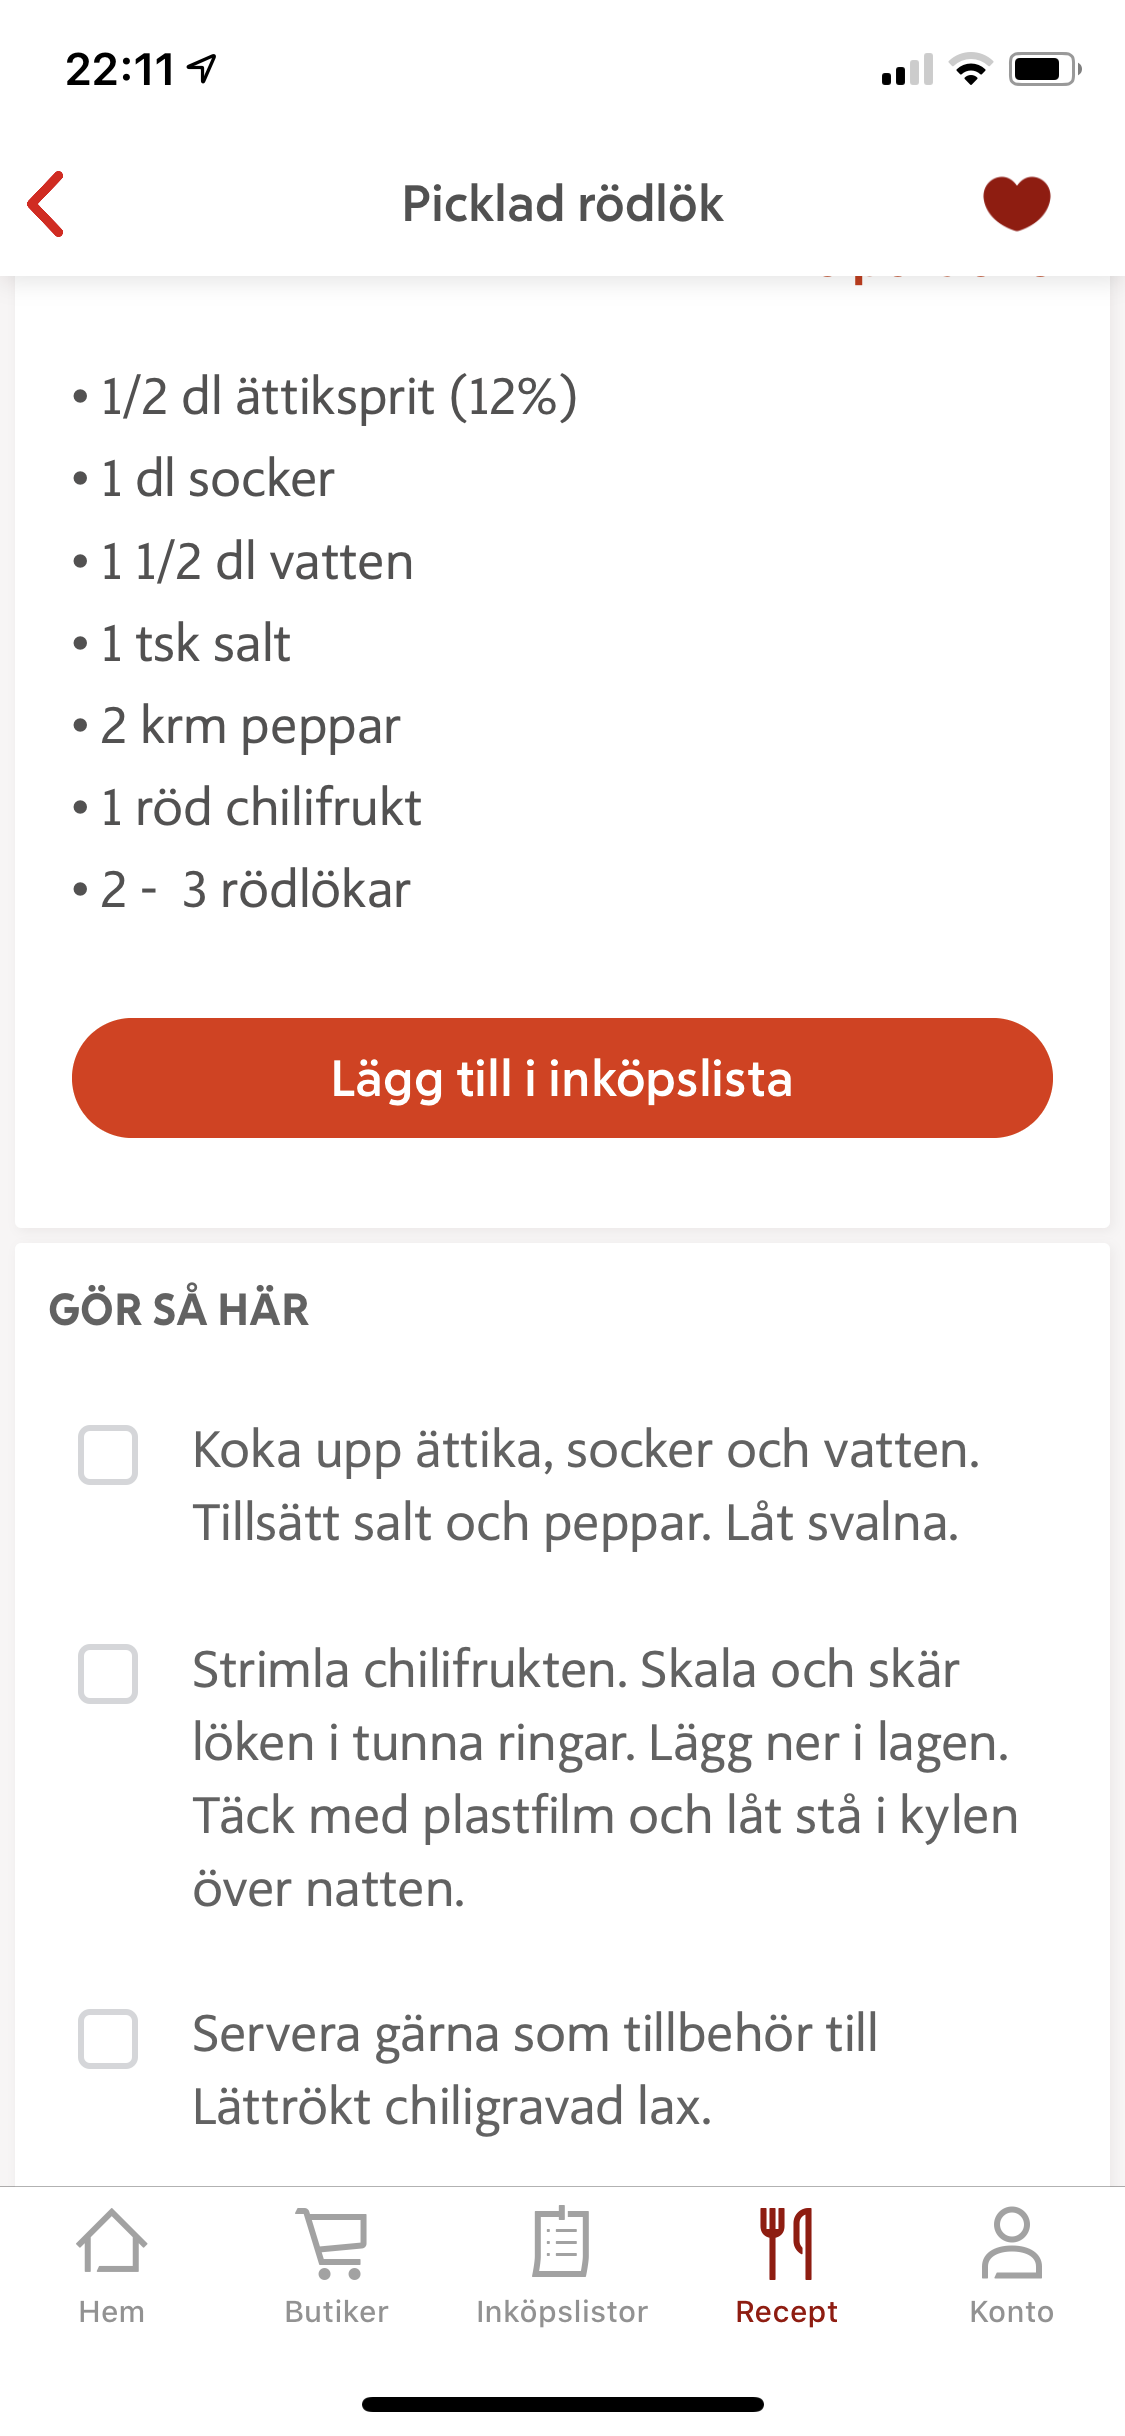 22:11
Picklad rödlök
• 1/2 dl ättiksprit (12%)
• 1 dl socker
• 1 1/2 dl vatten
• 1 tsk salt
• 2 krm peppar
• 1 röd chilifrukt
• 2 - 3 rödlökar
Lägg till i inköpslista
GÖR SÅ HÄR
Koka upp ättika, socker och vatten.
Tillsätt salt och peppar. Låt svalna.
Strimla chilifrukten. Skala och skär
löken i tunna ringar. Lägg ner i lagen.
Täck med plastfilm och låt stå i kylen
över natten.
Servera gärna som tillbehör till
Lättrökt chiligravad lax.
Hem
Butiker
Inköpslistor
Recept
Konto